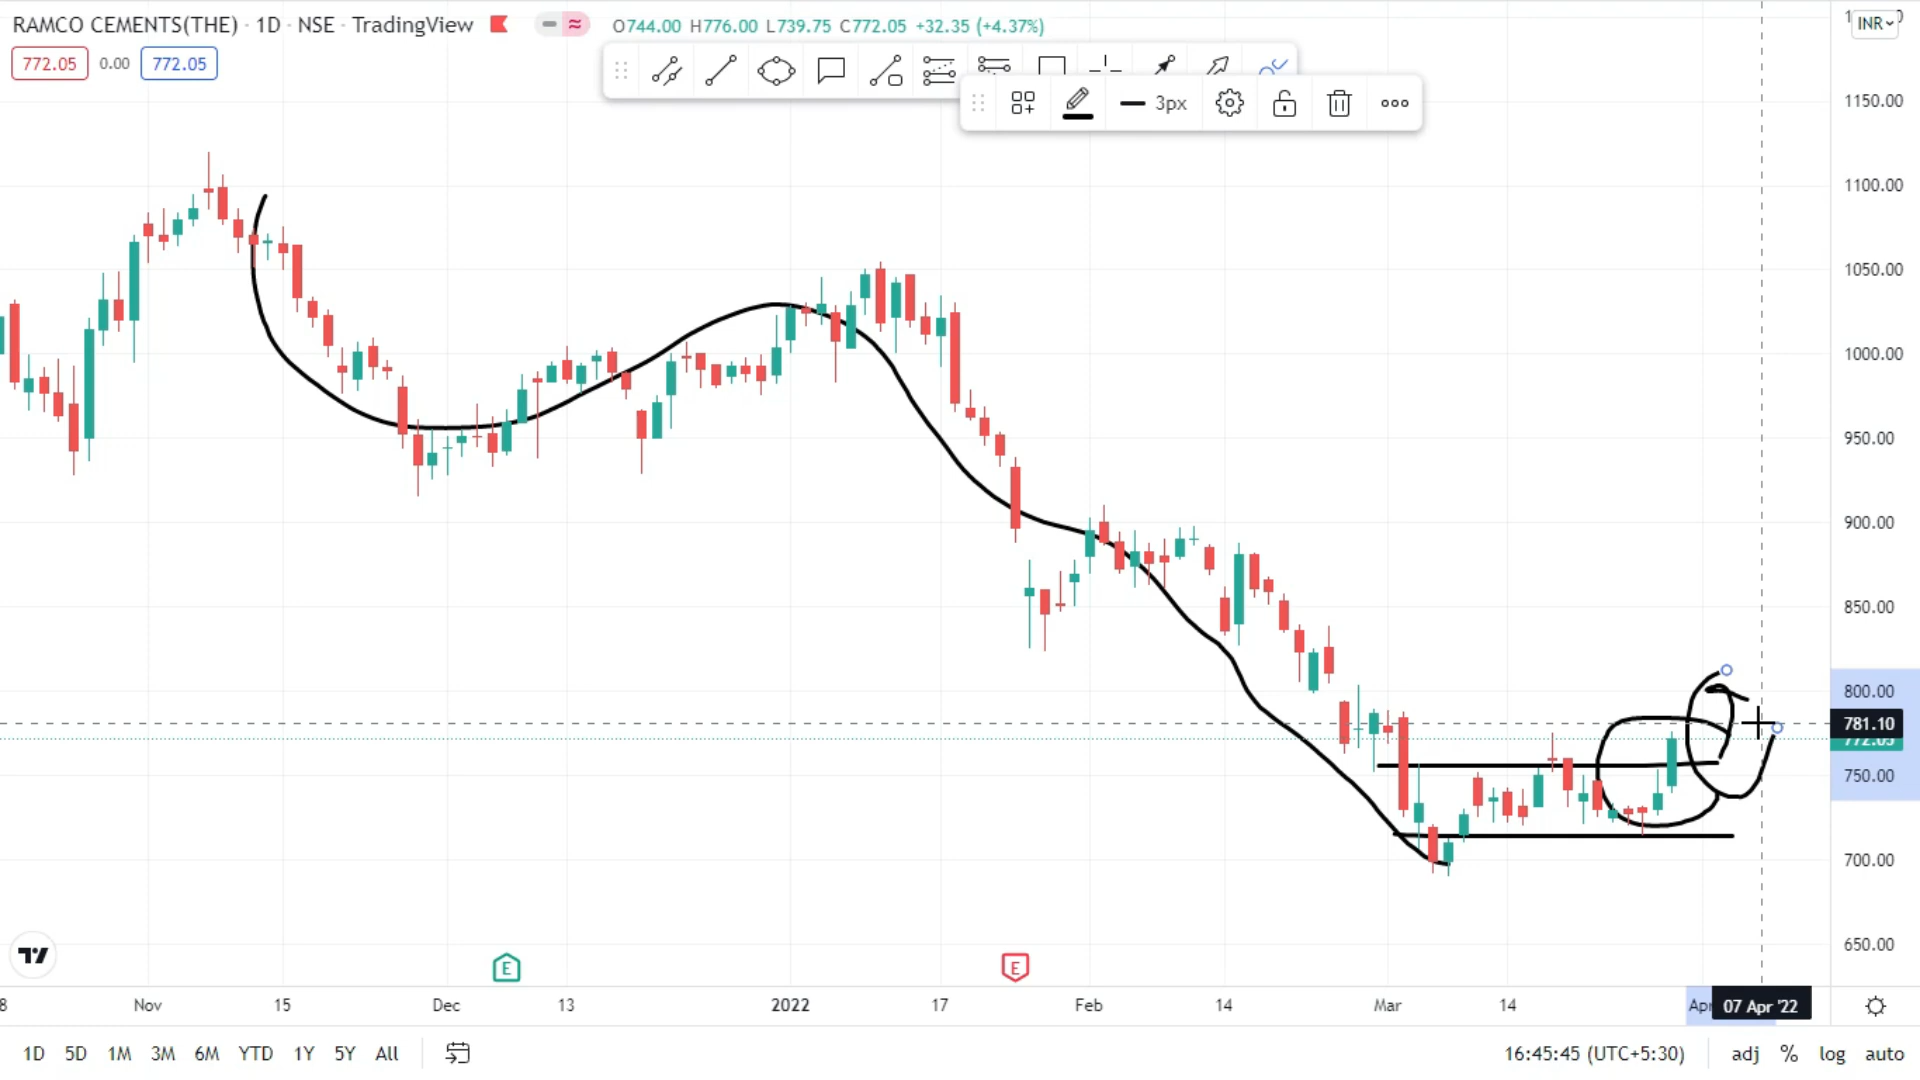 RAMCO CEMENTS(THE) · 1D · NSE · TradingView O744.00 H776.00 L739.75 C772.05 +32.35 (+4.37%)
INR
772.05 0.00 772.05
3px
1150.00
1100.00
1050.00
1000.00
950.00
900.00
850.00
800.00
781.10
772.05
750.00
700.00
650.00
E E
8 Nov 15 Dec 13 2022 17 Feb 14 Mar 14 Apr 07 Apr '22
1D 5D 1M 3M 6M YTD 1Y 5Y All 16:45:45 (UTC+5:30) adj % log auto